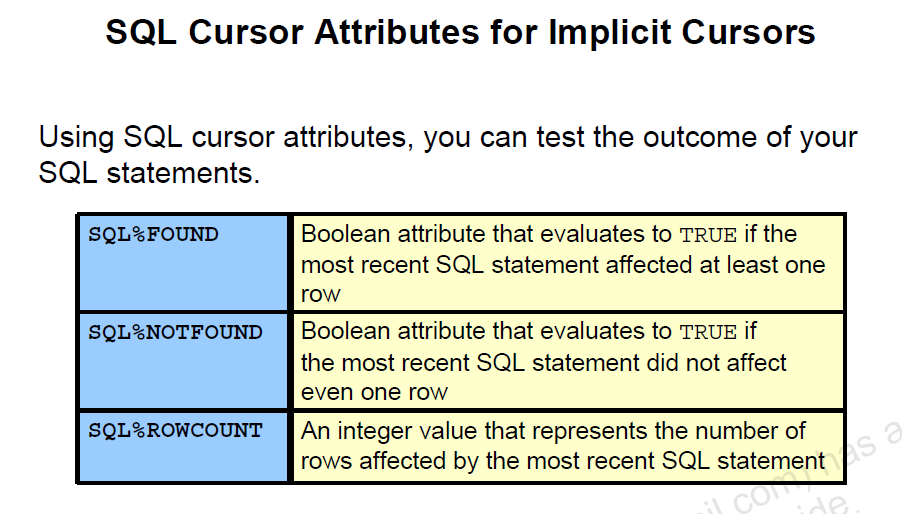 SQL Cursor Attributes for Implicit Cursors
Using SQL cursor attributes, you can test the outcome of your
SQL statements.
SQL%FOUND
Boolean attribute that evaluates to TRUE if the
most recent SQL statement affected at least one
row
SQL%NOTFOUND
Boolean attribute that evaluates to TRUE if
the most recent SQL statement did not affect
even one row
SQL%ROWCOUNT
An integer value that represents the number of
rows affected by the most recent SQL statement
com) has a